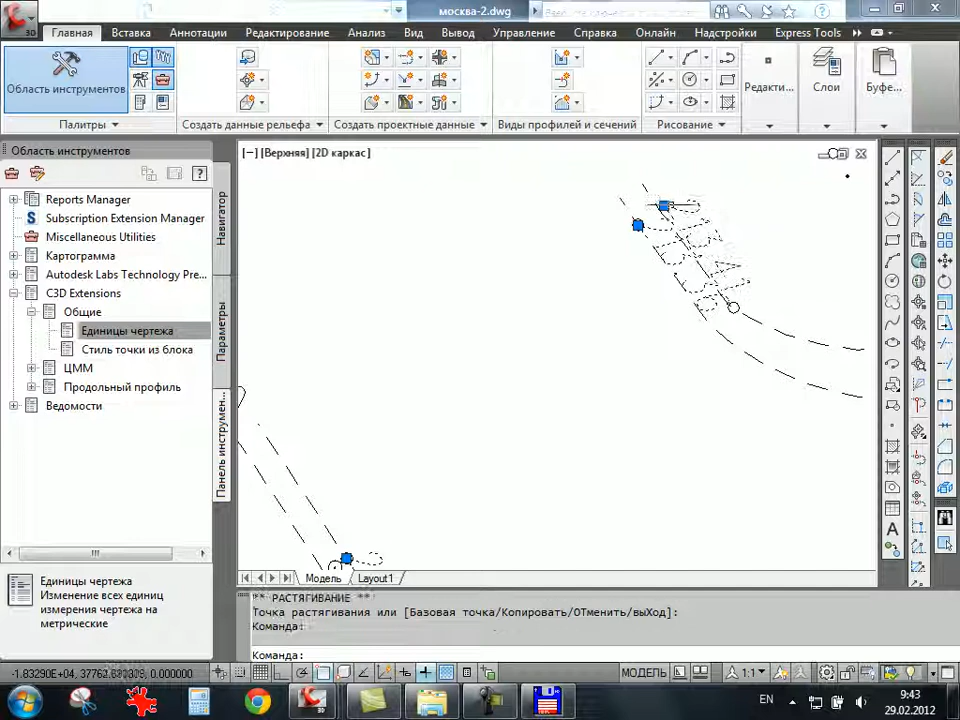 москва-2.dwg
Главная Вставка Аннотации Редактирование Анализ Вид Вывод Управление Справка Онлайн Надстройки Express Tools
Область инструментов
Редакти... Слои Буфе...
Палитры Создать данные рельефа Создать проектные данные Виды профилей и сечений Рисование
Область инструментов
[−][Верхняя][2D каркас]
Reports Manager
Subscription Extension Manager
Miscellaneous Utilities
Картография
Autodesk Labs Technology Pre...
C3D Extensions
Общие
Единицы чертежа
Стиль точки из блока
ЦММ
Продольный профиль
Ведомости
Навигатор
Параметры
Панель инструмен...
Единицы чертежа
Изменение всех единиц
измерения чертежа на
метрические
Модель Layout1
** РАСТЯГИВАНИЕ **
Точка растягивания или [Базовая точка/Копировать/ОТменить/выХод]:
Команда:
Команда:
МОДЕЛЬ 1:1
EN 9:43
29.02.2012